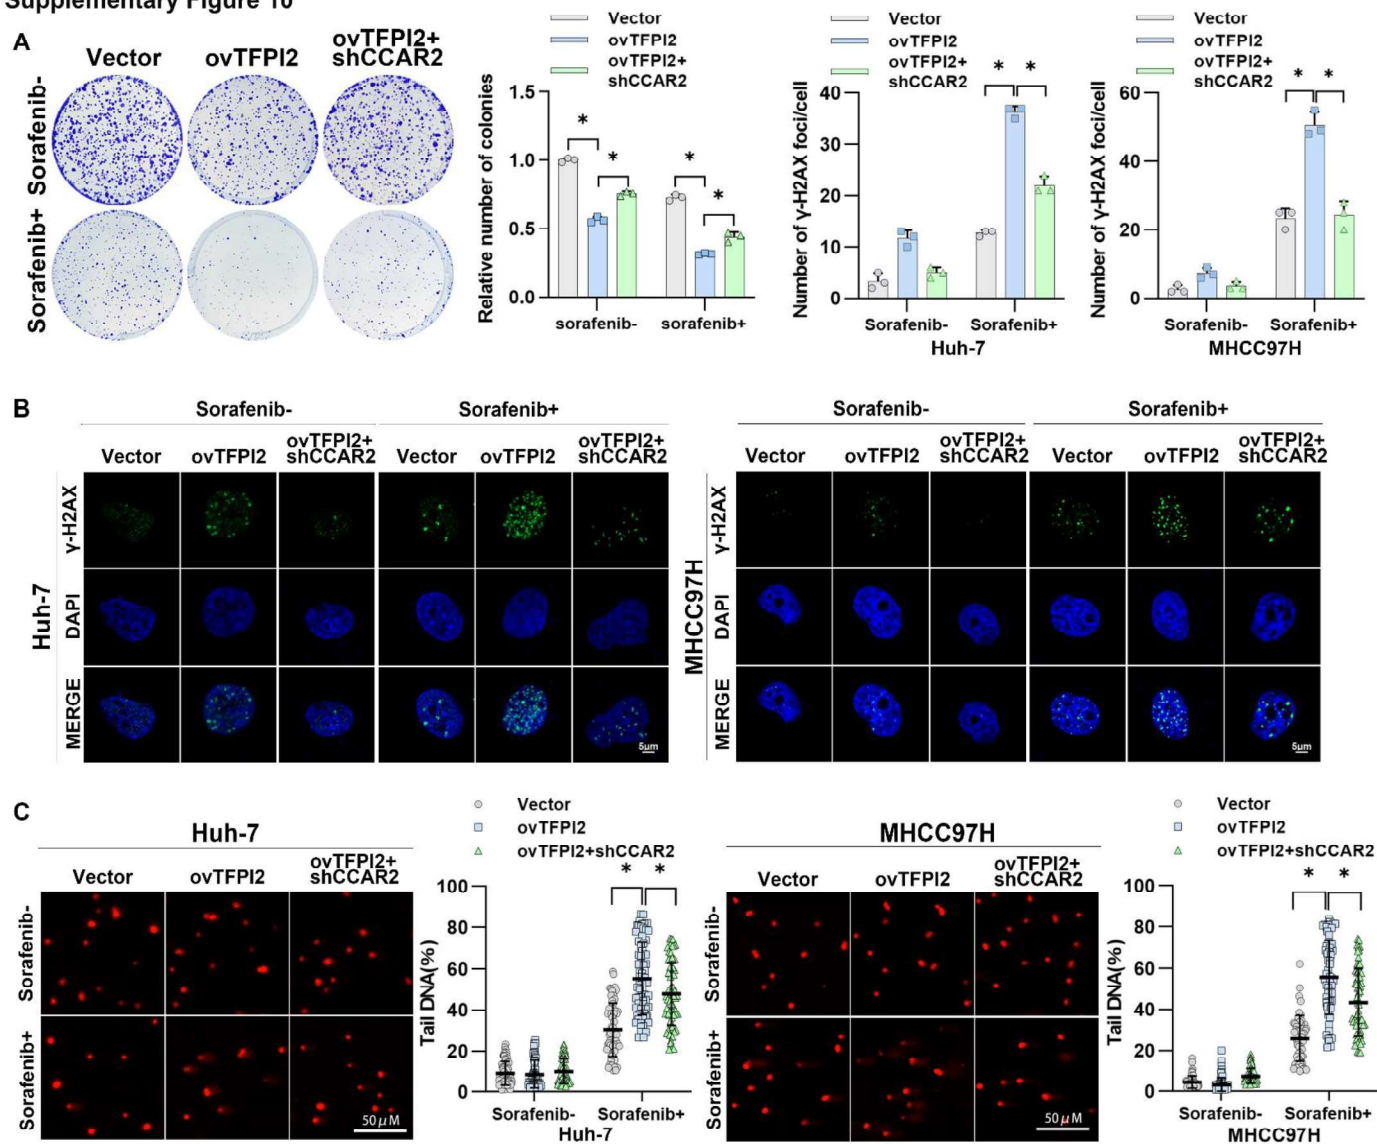 Supplementary Figure 10
A
Vector
ovTFPI2
ovTFPI2+
shCCAR2
Sorafenib-
Sorafenib+
Vector
ovTFPI2
ovTFPI2+
shCCAR2
Relative number of colonies
1.5
1.0
0.5
0.0
*
*
*
*
sorafenib-
sorafenib+
Vector
ovTFPI2
ovTFPI2+
shCCAR2
Number of γ-H2AX foci/cell
40
30
20
10
0
*
*
Sorafenib-
Sorafenib+
Huh-7
Vector
ovTFPI2
ovTFPI2+
shCCAR2
Number of γ-H2AX foci/cell
60
40
20
0
*
*
Sorafenib-
Sorafenib+
MHCC97H
B
Sorafenib-
Sorafenib+
Vector
ovTFPI2
ovTFPI2+
shCCAR2
Vector
ovTFPI2
ovTFPI2+
shCCAR2
Huh-7
γ-H2AX
DAPI
MERGE
5μm
Sorafenib-
Sorafenib+
Vector
ovTFPI2
ovTFPI2+
shCCAR2
Vector
ovTFPI2
ovTFPI2+
shCCAR2
MHCC97H
γ-H2AX
DAPI
MERGE
5μm
C
Huh-7
Vector
ovTFPI2
ovTFPI2+
shCCAR2
Sorafenib-
Sorafenib+
50μM
Vector
ovTFPI2
ovTFPI2+shCCAR2
Tail DNA(%)
100
80
60
40
20
0
*
*
Sorafenib-
Sorafenib+
Huh-7
MHCC97H
Vector
ovTFPI2
ovTFPI2+
shCCAR2
Sorafenib-
Sorafenib+
50μM
Vector
ovTFPI2
ovTFPI2+shCCAR2
Tail DNA(%)
100
80
60
40
20
0
*
*
Sorafenib-
Sorafenib+
MHCC97H